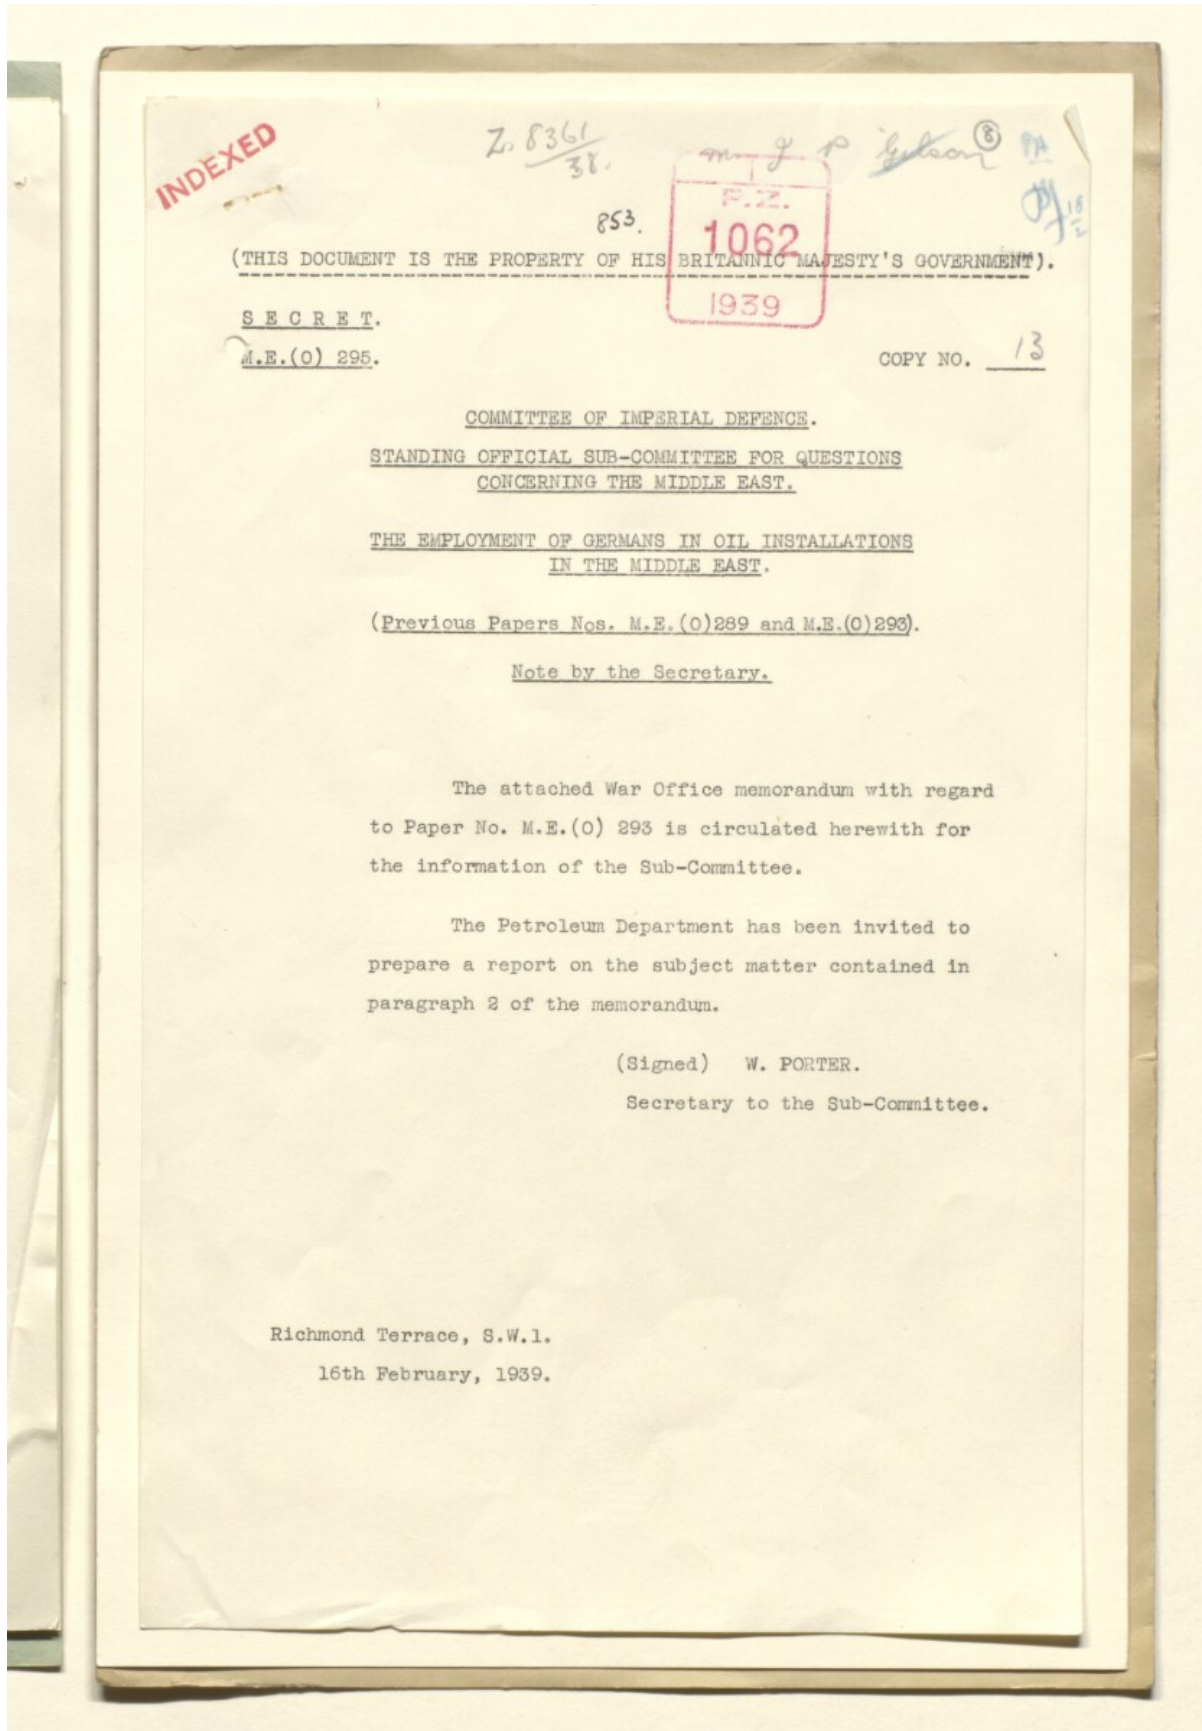 INDEXED
Z. 8361
38.
Gibson
8
PA
18
2
P.Z.
853.
1062
(THIS DOCUMENT IS THE PROPERTY OF HIS BRITANNIC MAJESTY'S GOVERNMENT).
1939
S E C R E T.
M.E.(O) 295.
COPY NO. 13
COMMITTEE OF IMPERIAL DEFENCE.
STANDING OFFICIAL SUB-COMMITTEE FOR QUESTIONS
CONCERNING THE MIDDLE EAST.
THE EMPLOYMENT OF GERMANS IN OIL INSTALLATIONS
IN THE MIDDLE EAST.
(Previous Papers Nos. M.E.(O)289 and M.E.(O)293).
Note by the Secretary.
The attached War Office memorandum with regard
to Paper No. M.E.(O) 293 is circulated herewith for
the information of the Sub-Committee.
The Petroleum Department has been invited to
prepare a report on the subject matter contained in
paragraph 2 of the memorandum.
(Signed) W. PORTER.
Secretary to the Sub-Committee.
Richmond Terrace, S.W.1.
16th February, 1939.